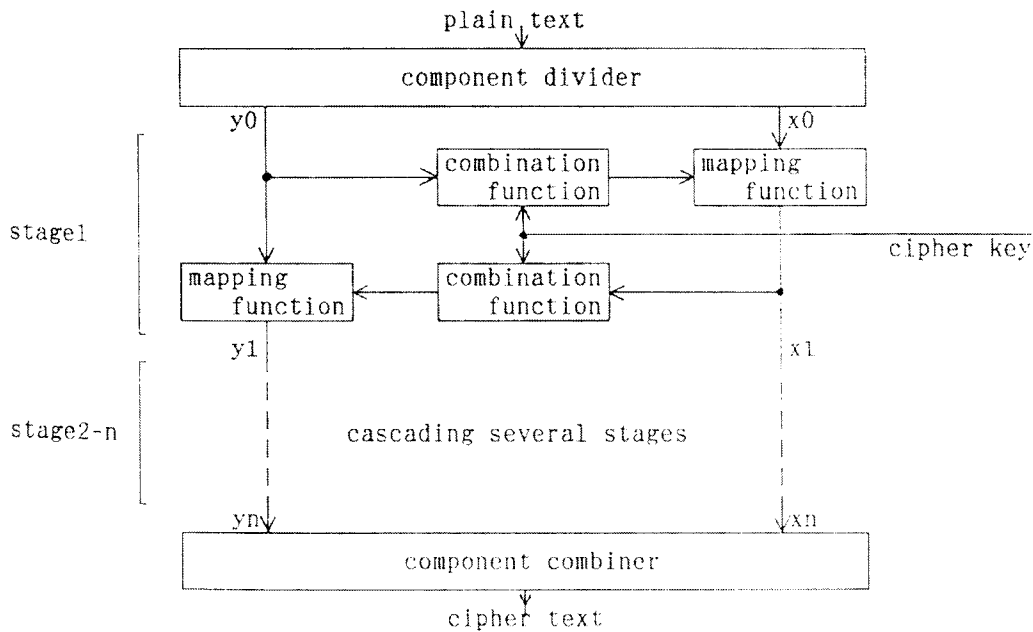 plain text
component divider
y0
x0
combination
function
mapping
function
stage1
cipher key
mapping
function
combination
function
y1
x1
stage2-n
cascading several stages
yn
xn
component combiner
cipher text